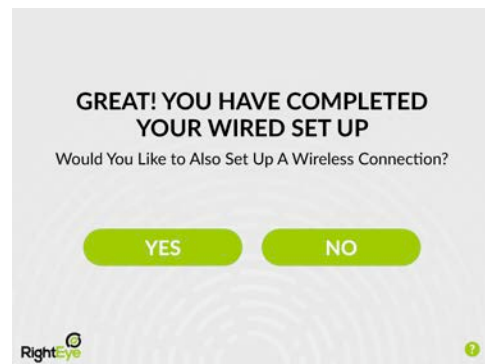 GREAT! YOU HAVE COMPLETED
YOUR WIRED SET UP
Would You Like to Also Set Up A Wireless Connection?
YES NO
RightEye
?